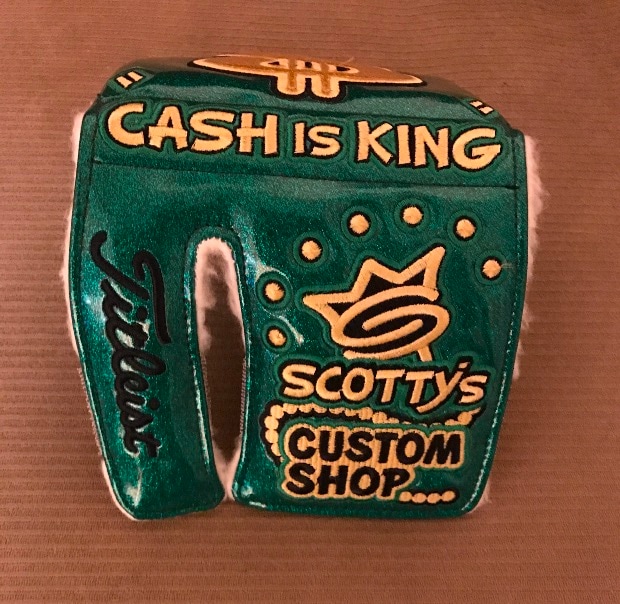 "CASH IS KING"
Titleist
SCOTTY'S
CUSTOM
SHOP